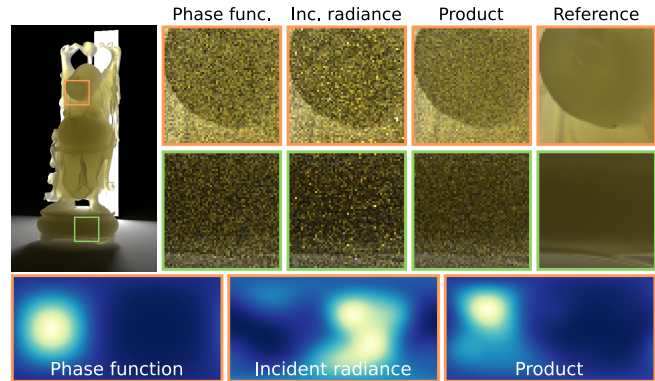 Phase func. Inc. radiance Product Reference
Phase function Incident radiance Product